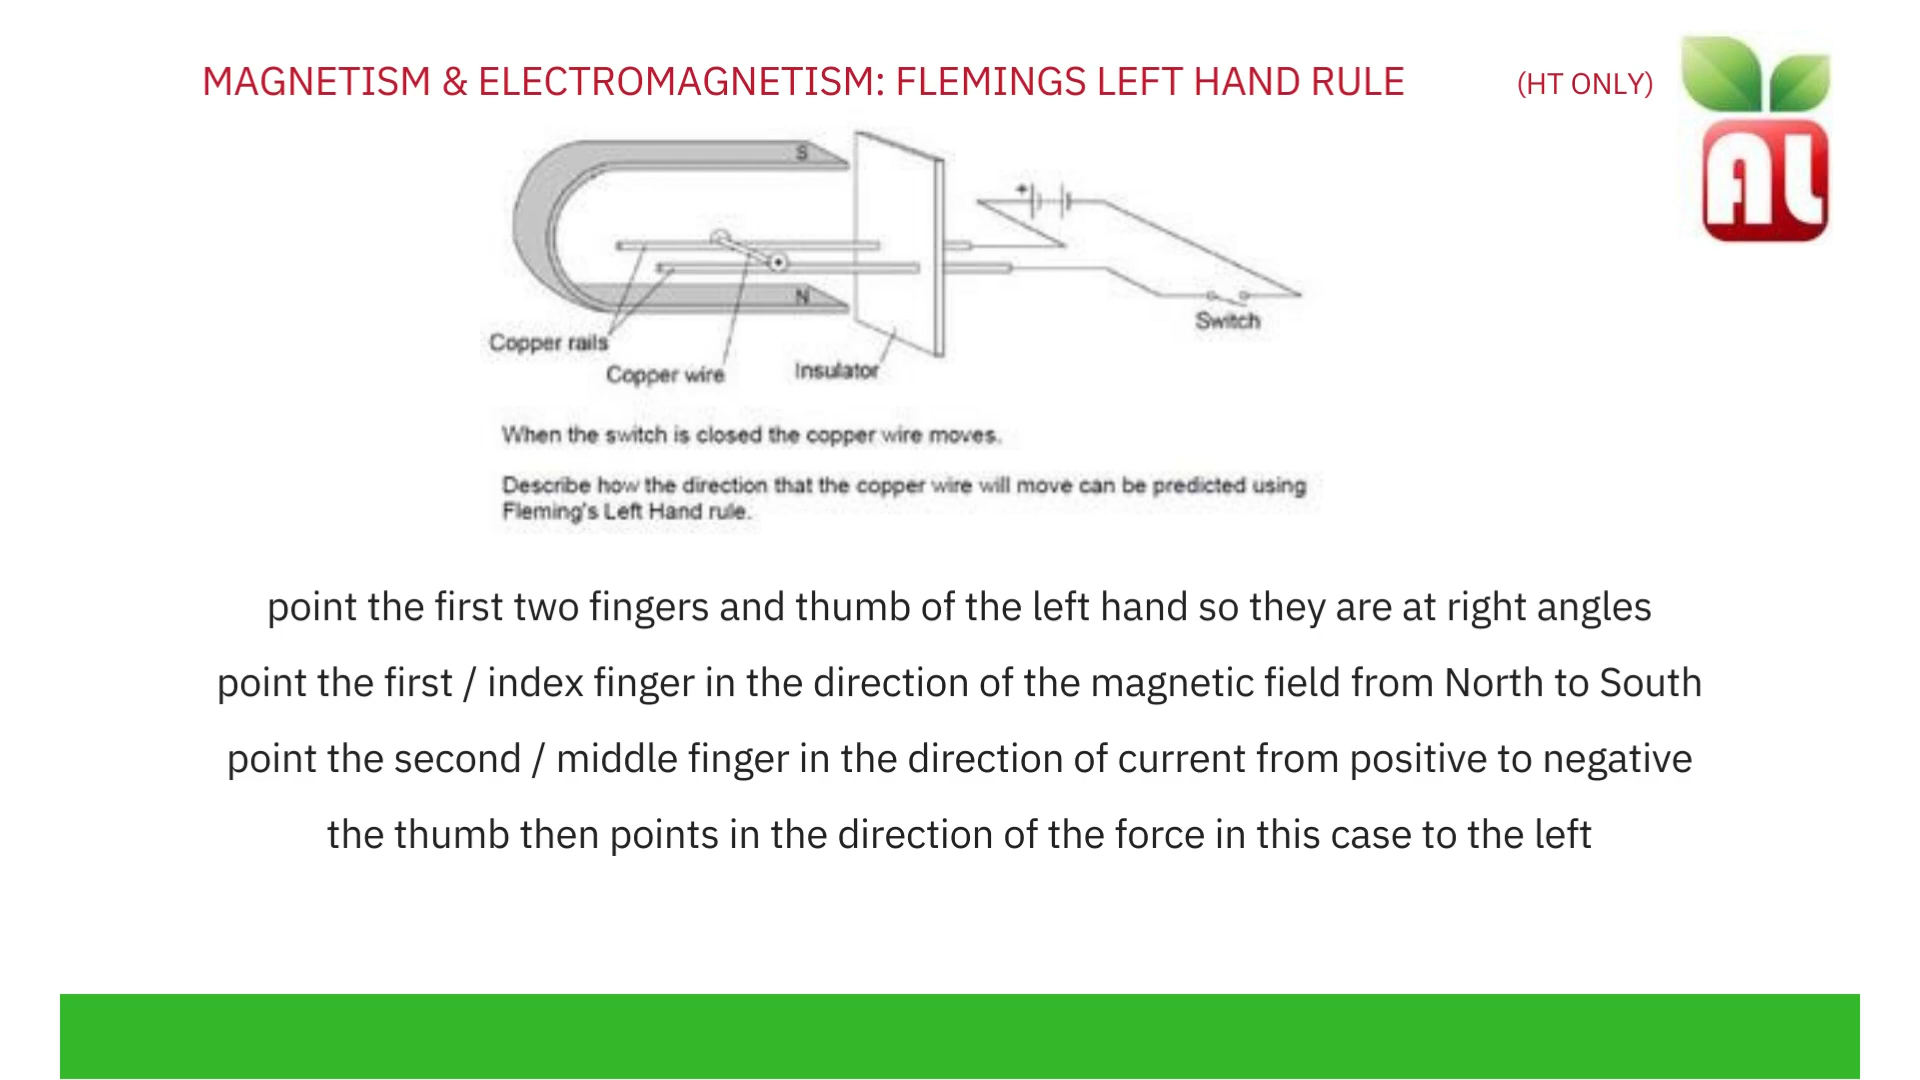 MAGNETISM & ELECTROMAGNETISM: FLEMINGS LEFT HAND RULE (HT ONLY)
AL
S
+
N
Switch
Copper rails
Copper wire
Insulator
When the switch is closed the copper wire moves.
Describe how the direction that the copper wire will move can be predicted using
Fleming's Left Hand rule.
point the first two fingers and thumb of the left hand so they are at right angles
point the first / index finger in the direction of the magnetic field from North to South
point the second / middle finger in the direction of current from positive to negative
the thumb then points in the direction of the force in this case to the left